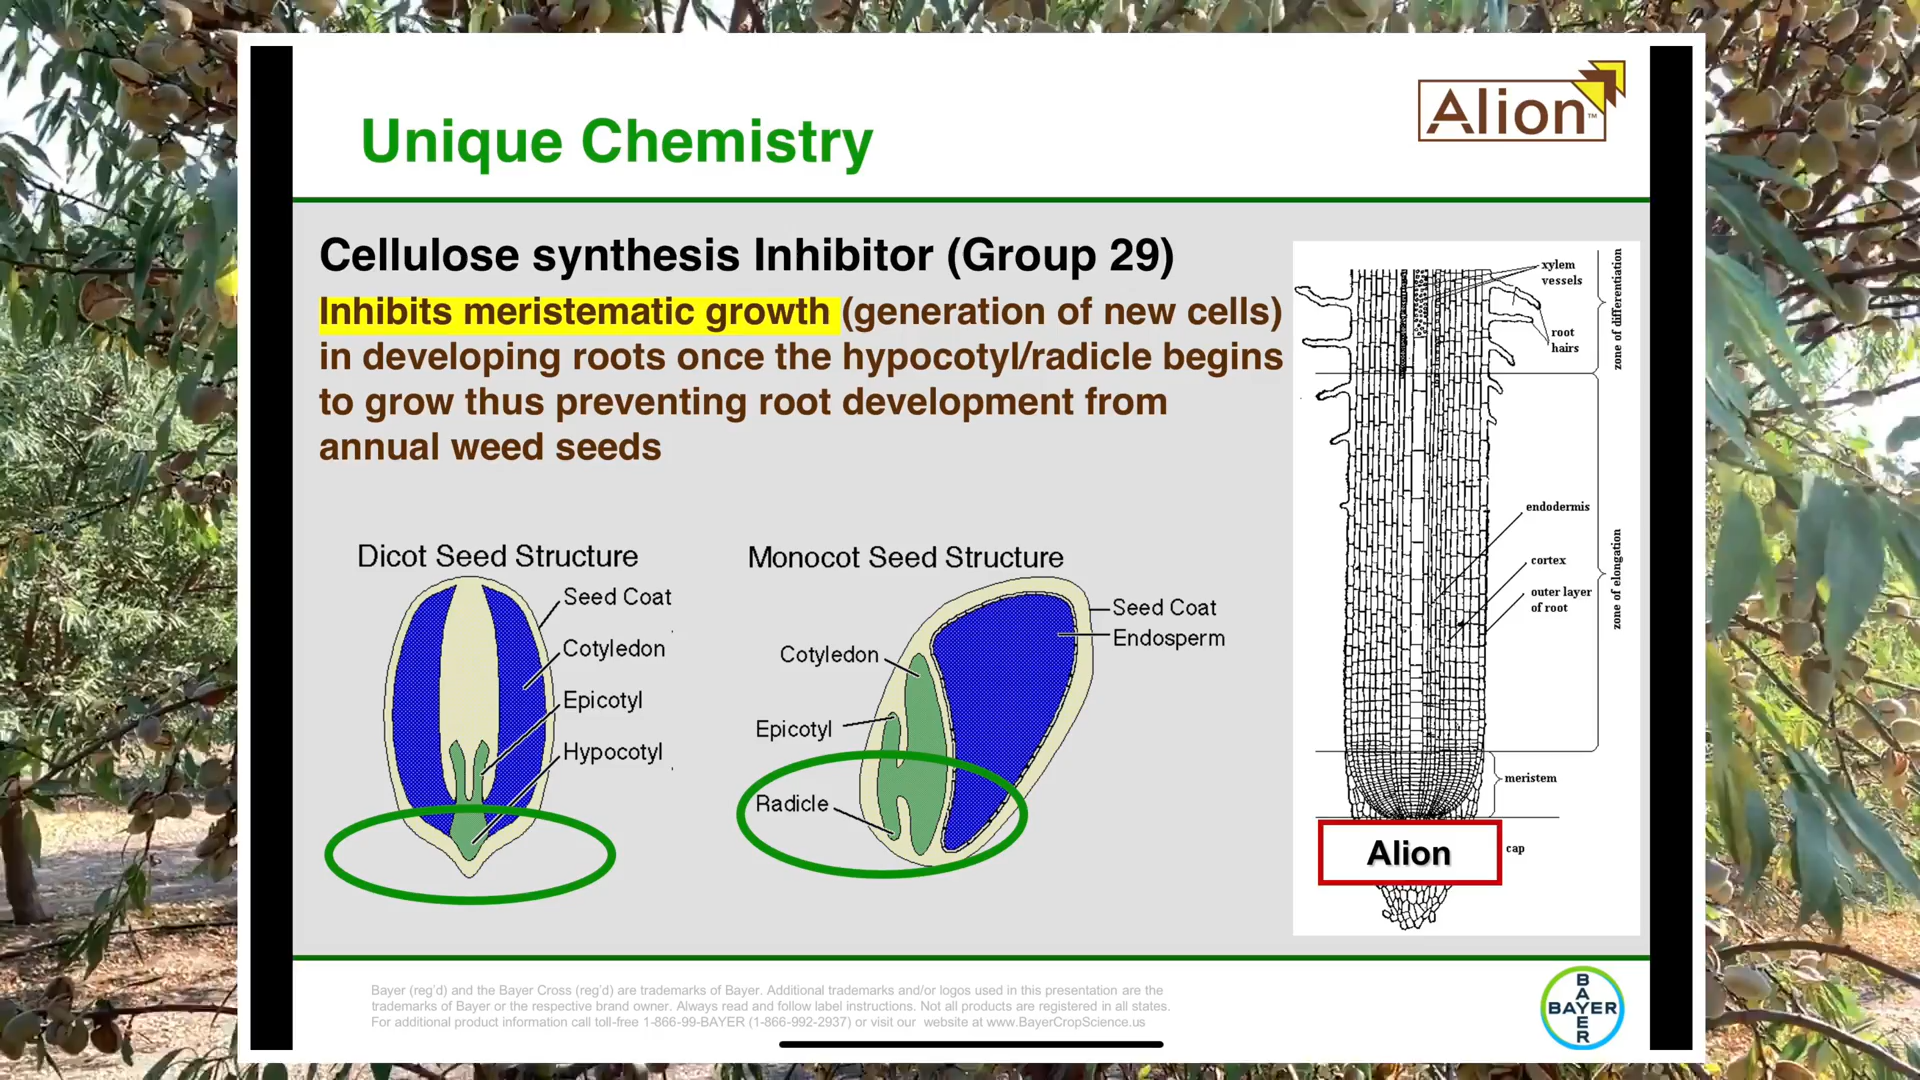 Alion™
Unique Chemistry
Cellulose synthesis Inhibitor (Group 29)
Inhibits meristematic growth (generation of new cells)
in developing roots once the hypocotyl/radicle begins
to grow thus preventing root development from
annual weed seeds
Dicot Seed Structure
Seed Coat
Cotyledon
Epicotyl
Hypocotyl
Monocot Seed Structure
Seed Coat
Endosperm
Cotyledon
Epicotyl
Radicle
xylem
vessels
root
hairs
zone of differentiation
endodermis
cortex
outer layer
of root
zone of elongation
meristem
Alion
cap
Bayer (reg'd) and the Bayer Cross (reg'd) are trademarks of Bayer. Additional trademarks and/or logos used in this presentation are the
trademarks of Bayer or the respective brand owner. Always read and follow label instructions. Not all products are registered in all states.
For additional product information call toll-free 1-866-99-BAYER (1-866-992-2937) or visit our website at www.BayerCropScience.us
BAYER
BAYER